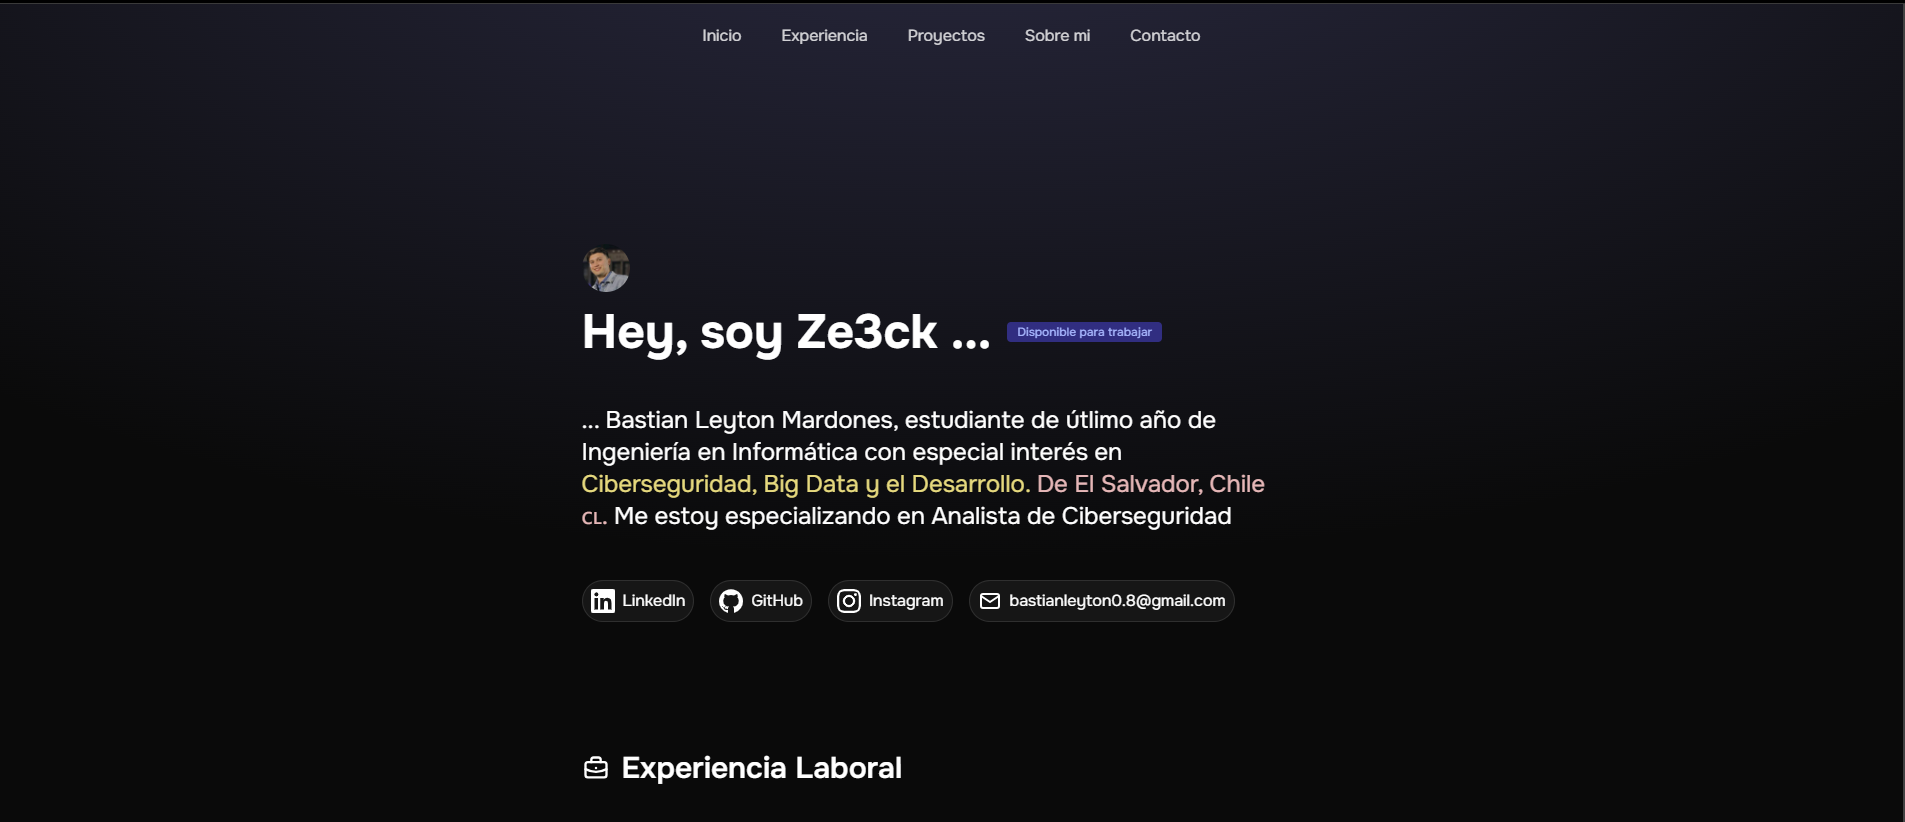 Inicio Experiencia Proyectos Sobre mi Contacto
Hey, soy Ze3ck ... Disponible para trabajar
... Bastian Leyton Mardones, estudiante de útlimo año de
Ingeniería en Informática con especial interés en
Ciberseguridad, Big Data y el Desarrollo. De El Salvador, Chile
CL. Me estoy especializando en Analista de Ciberseguridad
LinkedIn GitHub Instagram bastianleyton0.8@gmail.com
Experiencia Laboral